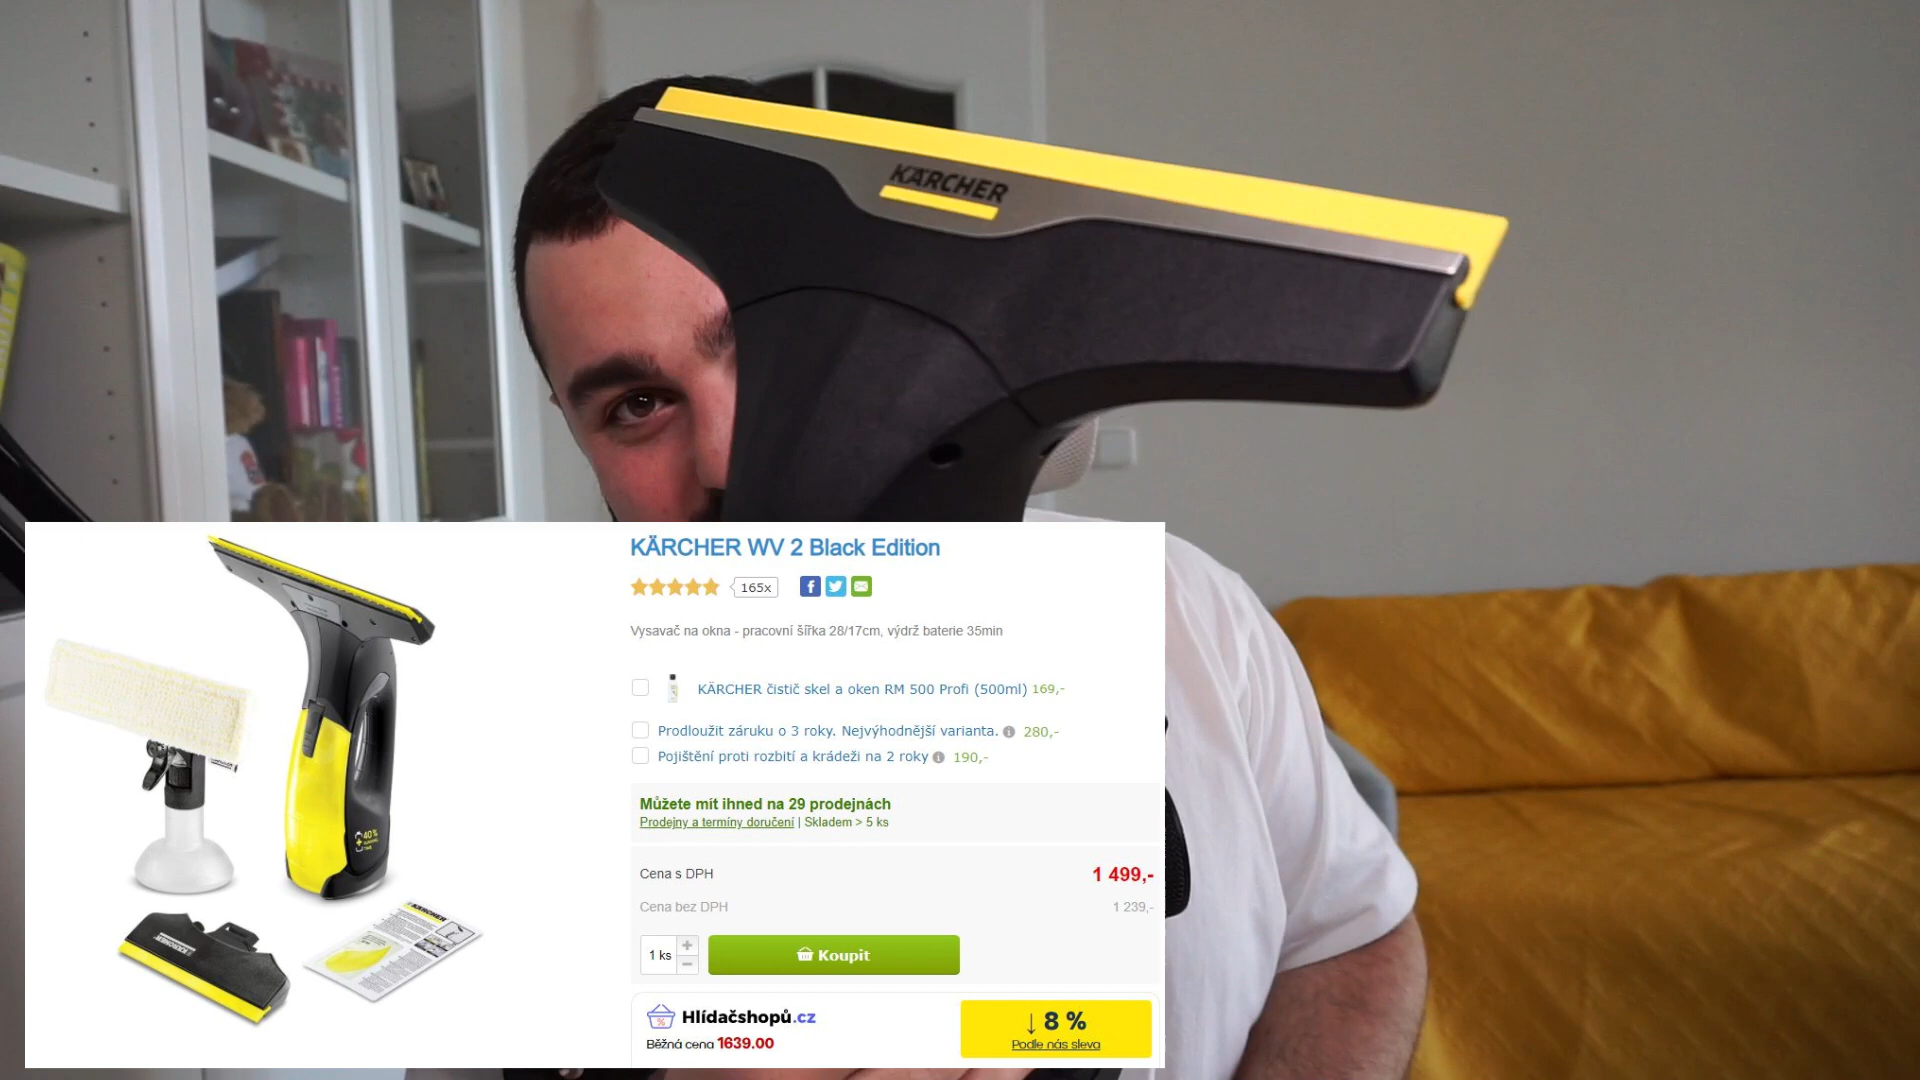 KÄRCHER
KÄRCHER WV 2 Black Edition
165x
Vysavač na okna - pracovní šířka 28/17cm, výdrž baterie 35min
KÄRCHER čistič skel a oken RM 500 Profi (500ml) 169,-
Prodloužit záruku o 3 roky. Nejvýhodnější varianta. 280,-
Pojištění proti rozbití a krádeži na 2 roky 190,-
Můžete mít ihned na 29 prodejnách
Prodejny a termíny doručení | Skladem > 5 ks
Cena s DPH 1 499,-
Cena bez DPH 1 239,-
1 ks + − Koupit
Hlídačshopů.cz
Běžná cena 1639.00
↓ 8 %
Podle nás sleva
40%
KÄRCHER
KÄRCHER